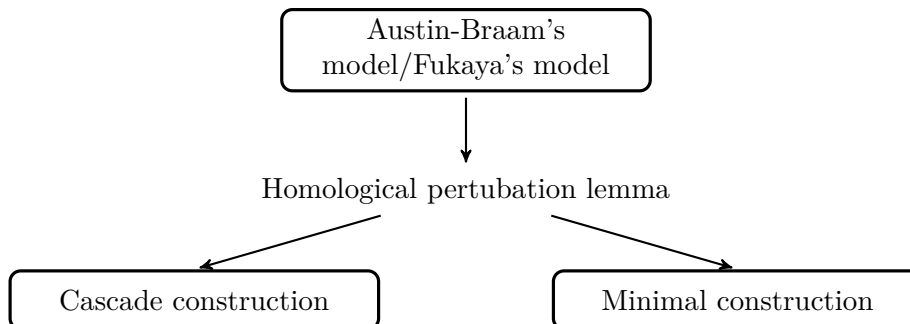 Austin-Braam's
model/Fukaya's model
Homological pertubation lemma
Cascade construction
Minimal construction